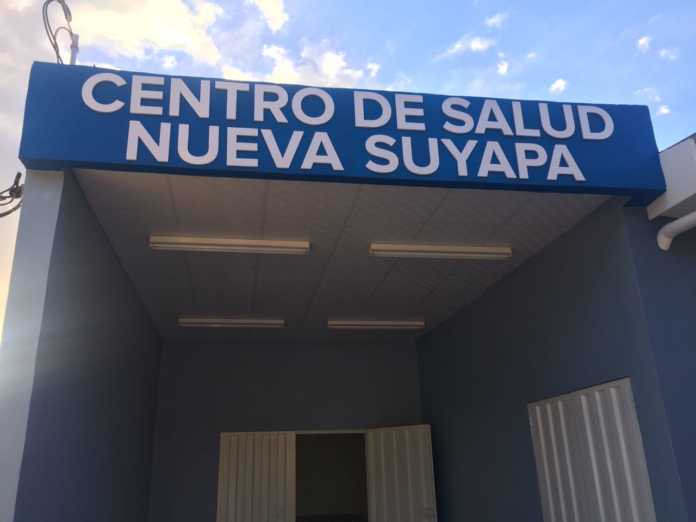 CENTRO DE SALUD
NUEVA SUYAPA